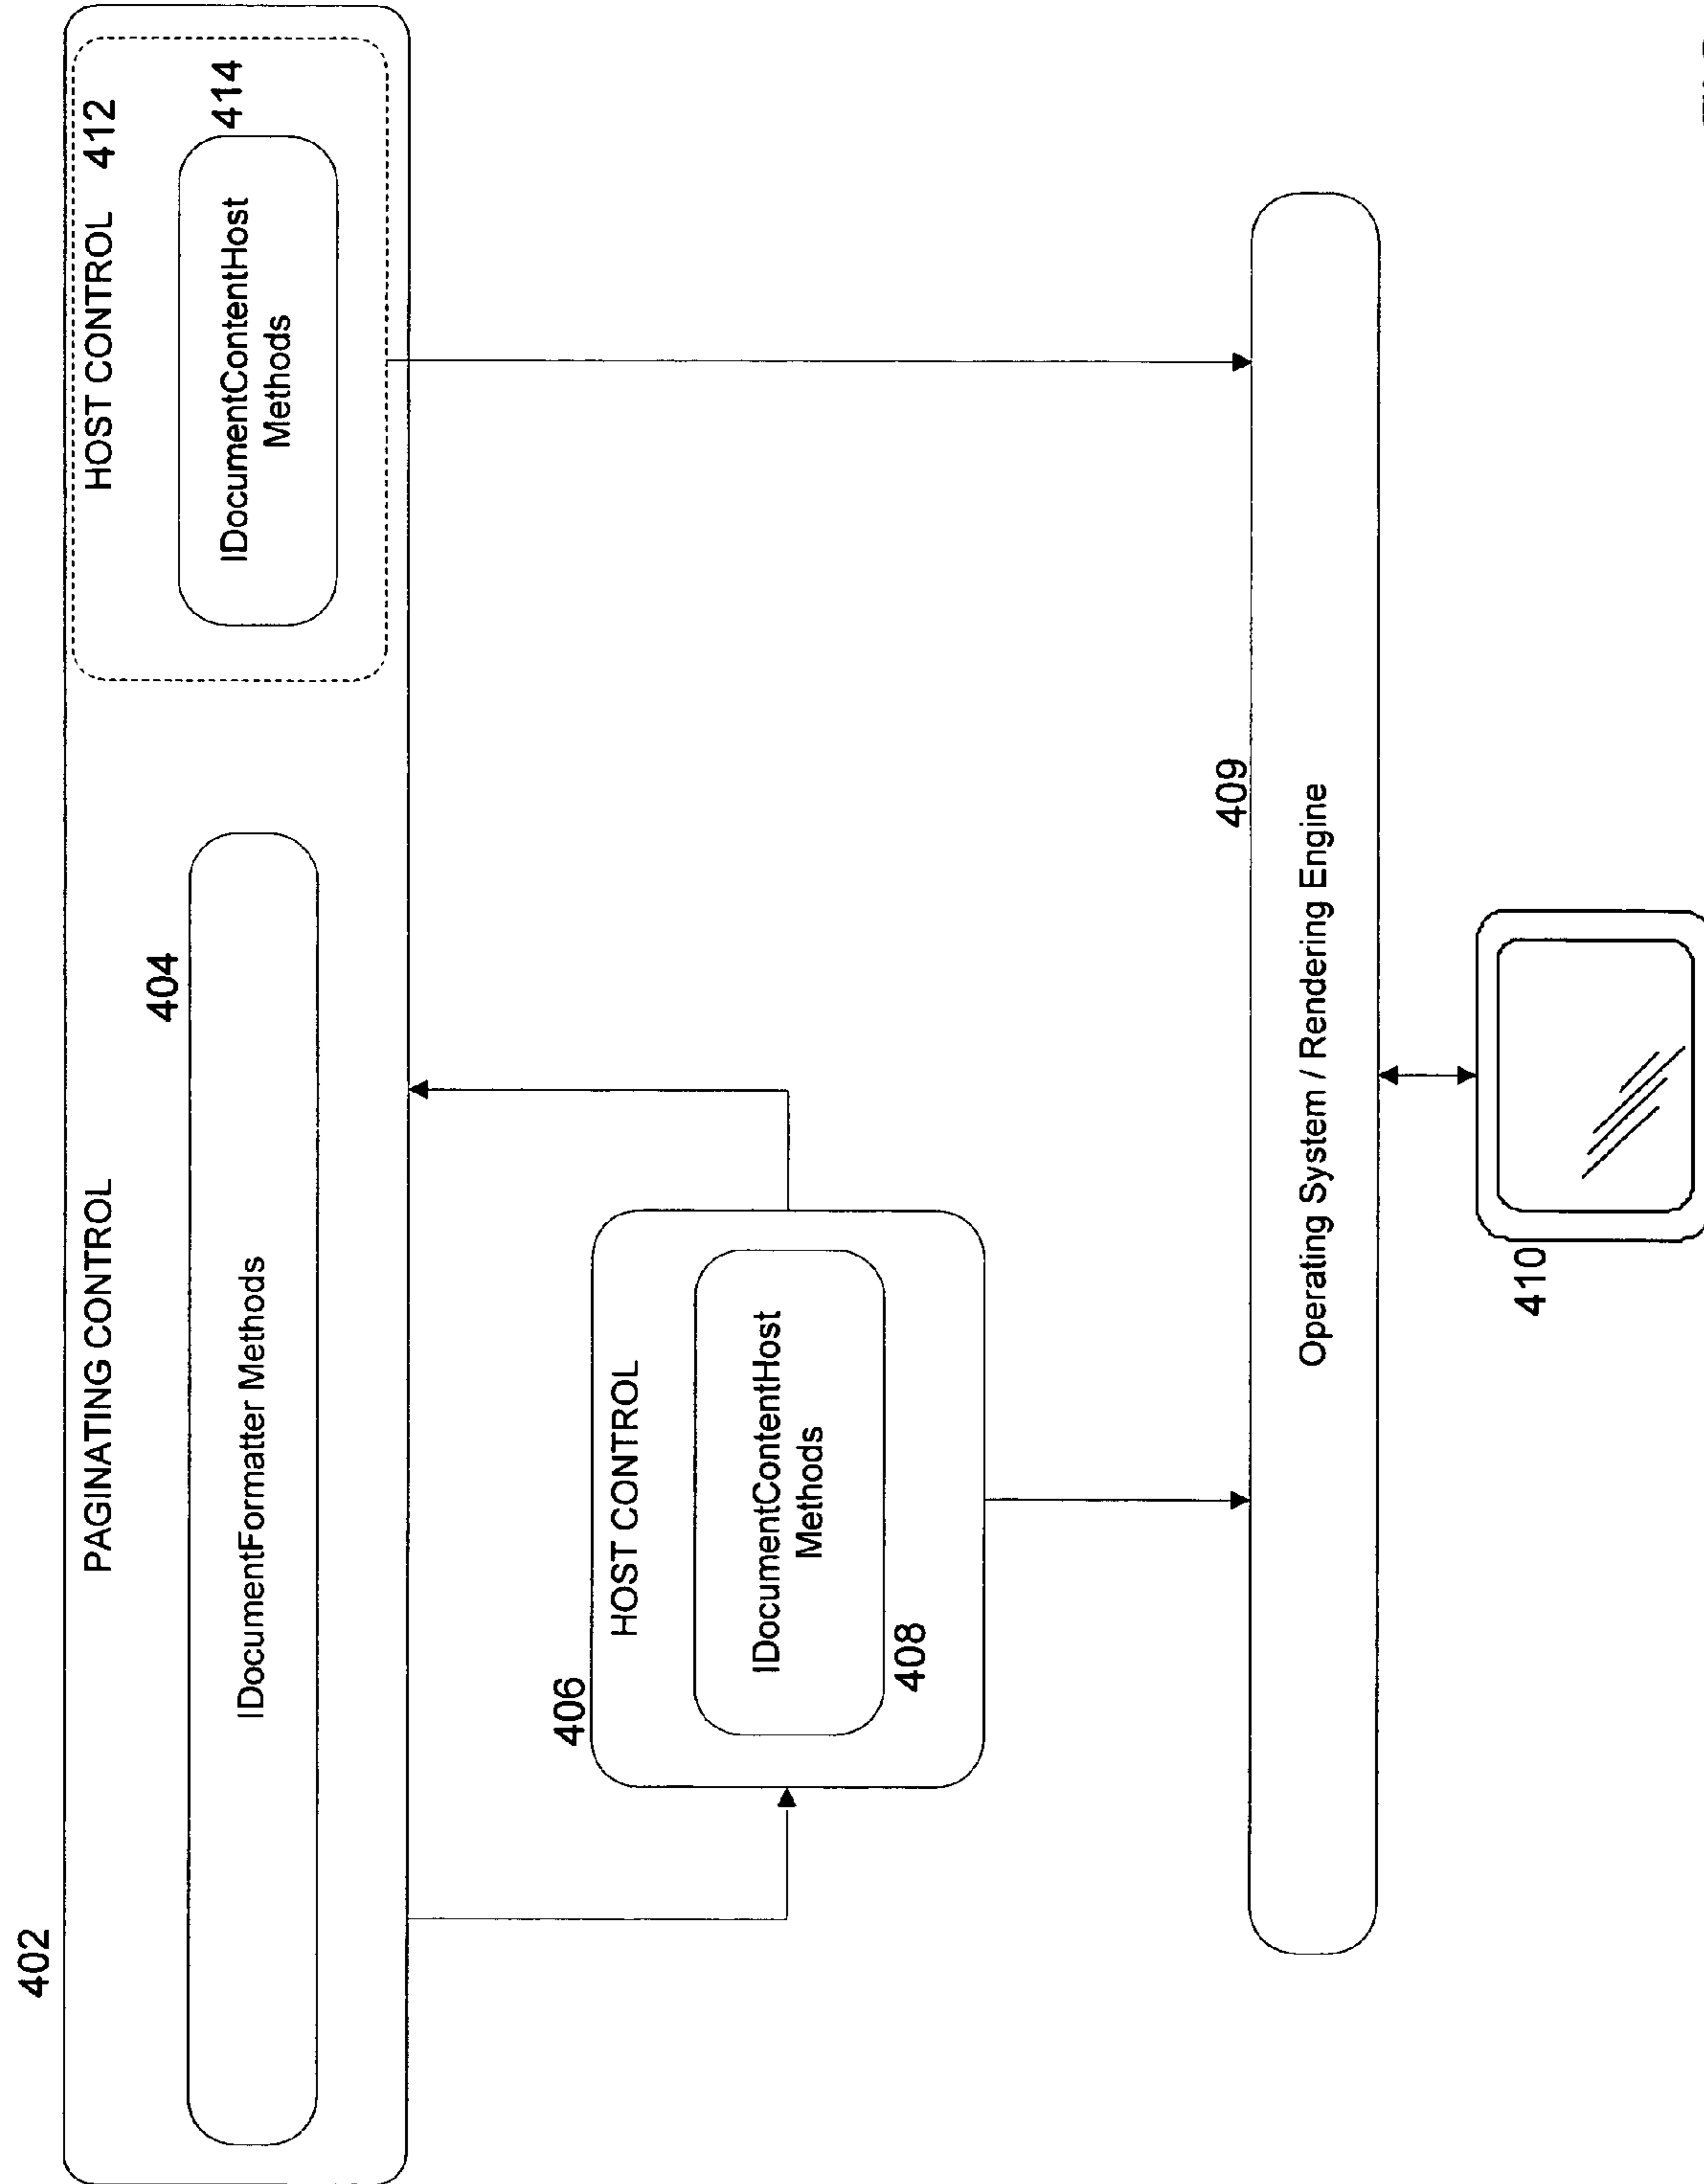 402
PAGINATING CONTROL
HOST CONTROL 412
404
414
IDocumentFormatter Methods
IDocumentContentHost
Methods
406
HOST CONTROL
IDocumentContentHost
Methods
408
409
Operating System / Rendering Engine
410